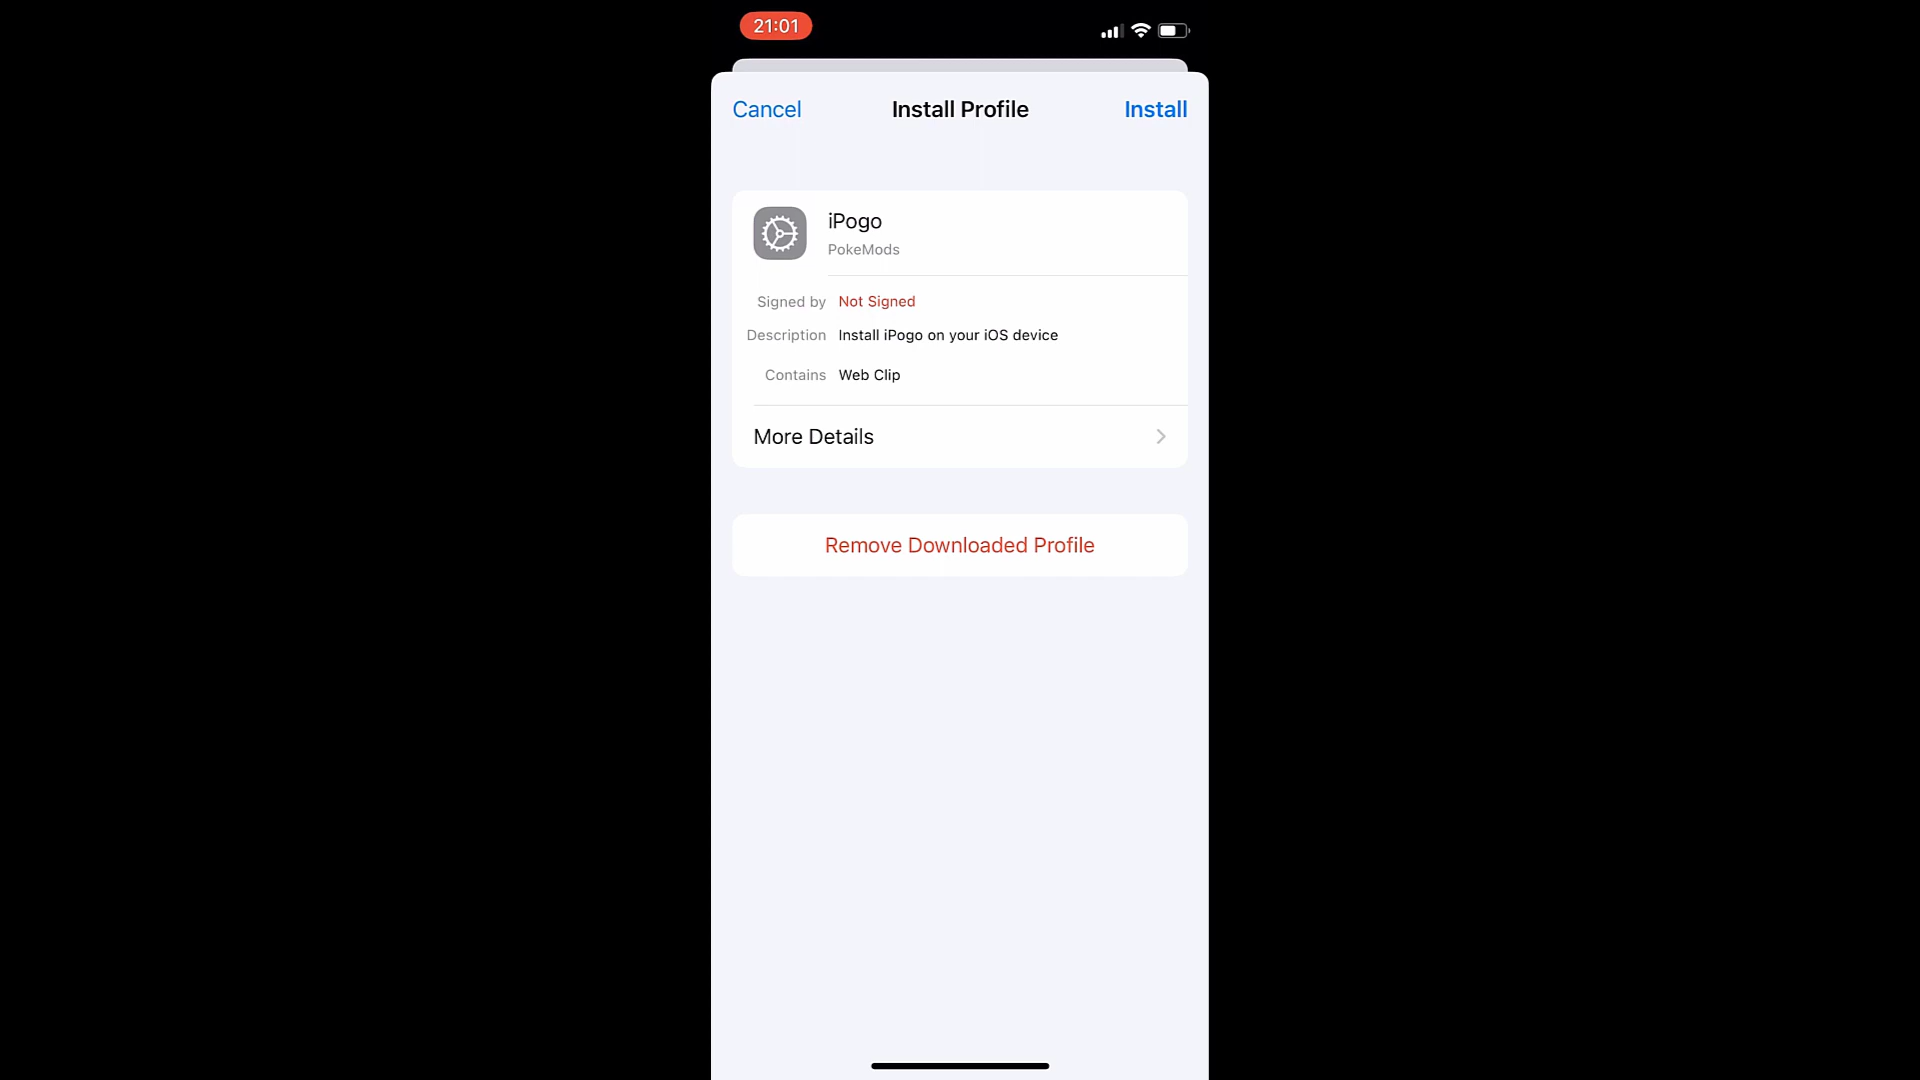 21:01
Cancel Install Profile Install
iPogo
PokeMods
Signed by Not Signed
Description Install iPogo on your iOS device
Contains Web Clip
More Details
Remove Downloaded Profile